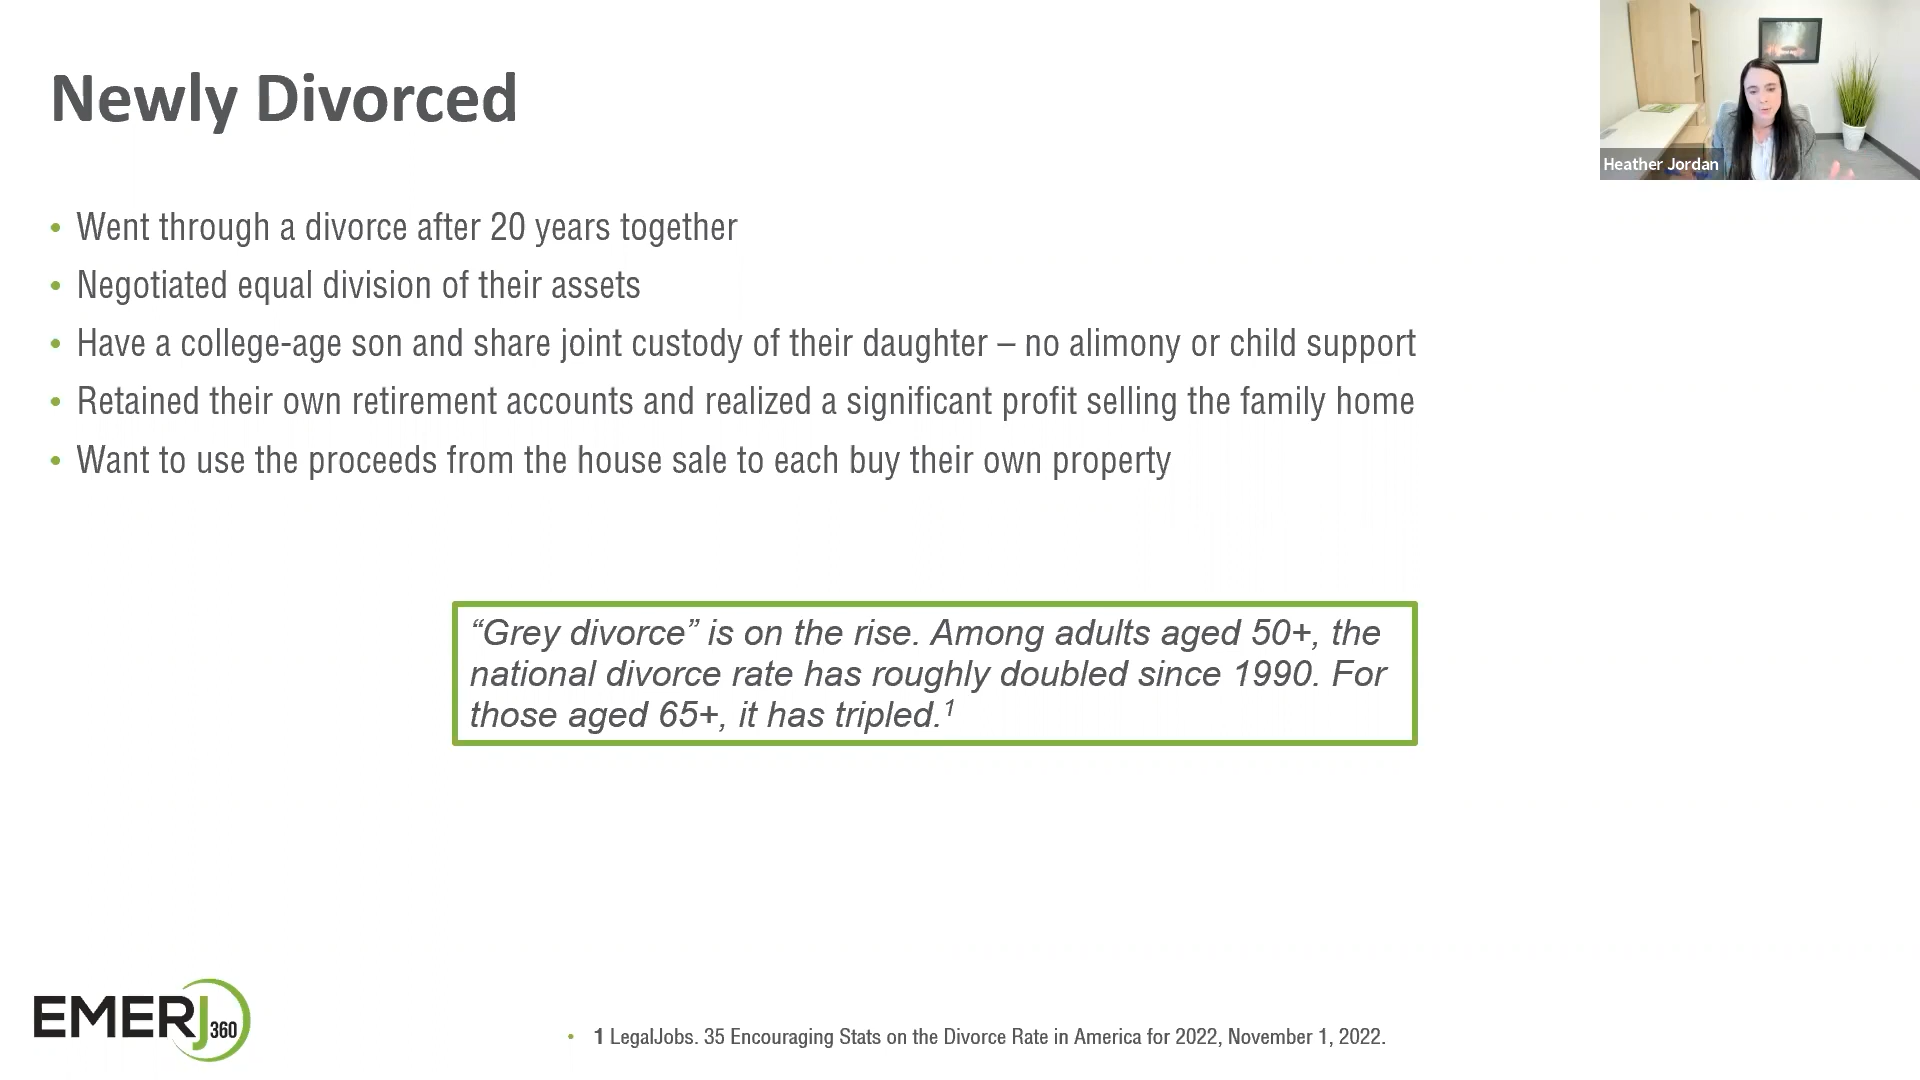 Newly Divorced
Heather Jordan
• Went through a divorce after 20 years together
• Negotiated equal division of their assets
• Have a college-age son and share joint custody of their daughter – no alimony or child support
• Retained their own retirement accounts and realized a significant profit selling the family home
• Want to use the proceeds from the house sale to each buy their own property
“Grey divorce” is on the rise. Among adults aged 50+, the
national divorce rate has roughly doubled since 1990. For
those aged 65+, it has tripled.1
EMERJ360
• 1 LegalJobs. 35 Encouraging Stats on the Divorce Rate in America for 2022, November 1, 2022.